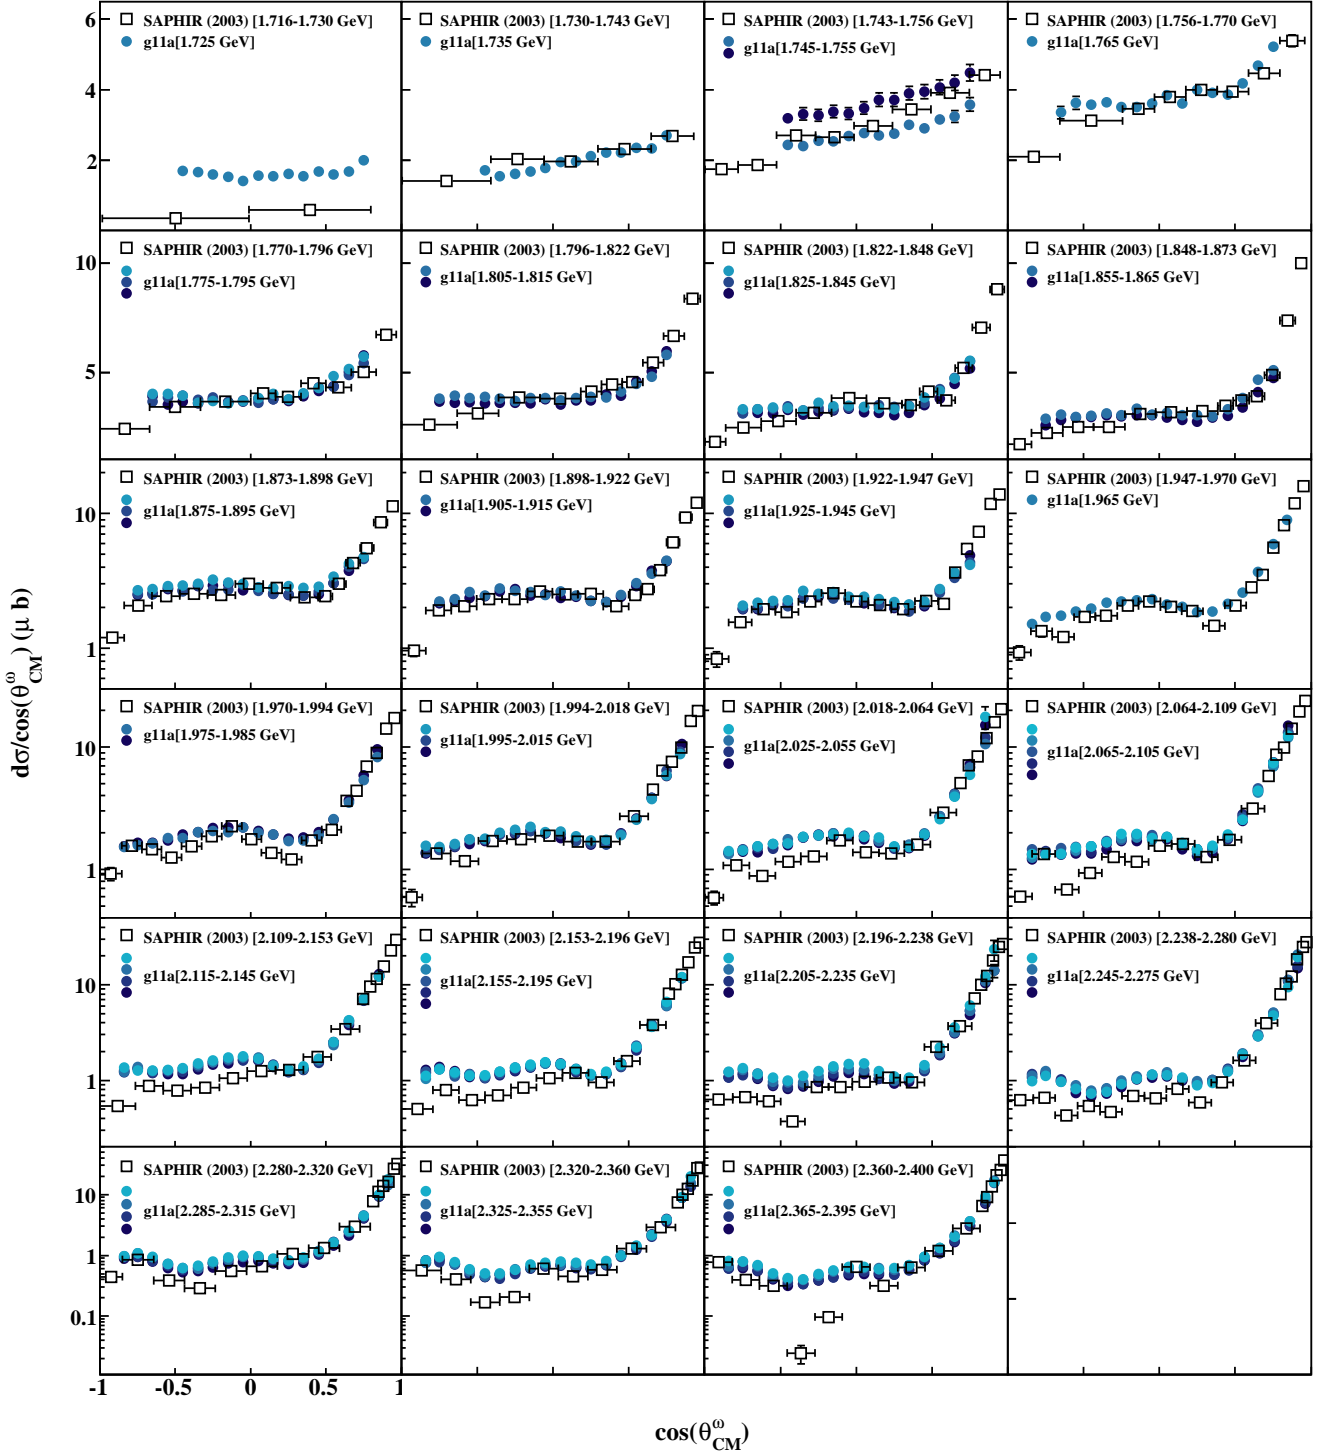 SAPHIR (2003) [1.716-1.730 GeV]
g11a[1.725 GeV]
SAPHIR (2003) [1.730-1.743 GeV]
g11a[1.735 GeV]
SAPHIR (2003) [1.743-1.756 GeV]
g11a[1.745-1.755 GeV]
SAPHIR (2003) [1.756-1.770 GeV]
g11a[1.765 GeV]
6
4
2
SAPHIR (2003) [1.770-1.796 GeV]
g11a[1.775-1.795 GeV]
SAPHIR (2003) [1.796-1.822 GeV]
g11a[1.805-1.815 GeV]
SAPHIR (2003) [1.822-1.848 GeV]
g11a[1.825-1.845 GeV]
SAPHIR (2003) [1.848-1.873 GeV]
g11a[1.855-1.865 GeV]
10
5
SAPHIR (2003) [1.873-1.898 GeV]
g11a[1.875-1.895 GeV]
SAPHIR (2003) [1.898-1.922 GeV]
g11a[1.905-1.915 GeV]
SAPHIR (2003) [1.922-1.947 GeV]
g11a[1.925-1.945 GeV]
SAPHIR (2003) [1.947-1.970 GeV]
g11a[1.965 GeV]
10
1
dσ/cos(θ^ω_CM) (μ b)
SAPHIR (2003) [1.970-1.994 GeV]
g11a[1.975-1.985 GeV]
SAPHIR (2003) [1.994-2.018 GeV]
g11a[1.995-2.015 GeV]
SAPHIR (2003) [2.018-2.064 GeV]
g11a[2.025-2.055 GeV]
SAPHIR (2003) [2.064-2.109 GeV]
g11a[2.065-2.105 GeV]
10
1
SAPHIR (2003) [2.109-2.153 GeV]
g11a[2.115-2.145 GeV]
SAPHIR (2003) [2.153-2.196 GeV]
g11a[2.155-2.195 GeV]
SAPHIR (2003) [2.196-2.238 GeV]
g11a[2.205-2.235 GeV]
SAPHIR (2003) [2.238-2.280 GeV]
g11a[2.245-2.275 GeV]
10
1
SAPHIR (2003) [2.280-2.320 GeV]
g11a[2.285-2.315 GeV]
SAPHIR (2003) [2.320-2.360 GeV]
g11a[2.325-2.355 GeV]
SAPHIR (2003) [2.360-2.400 GeV]
g11a[2.365-2.395 GeV]
10
1
0.1
-1 -0.5 0 0.5 1
cos(θ^ω_CM)